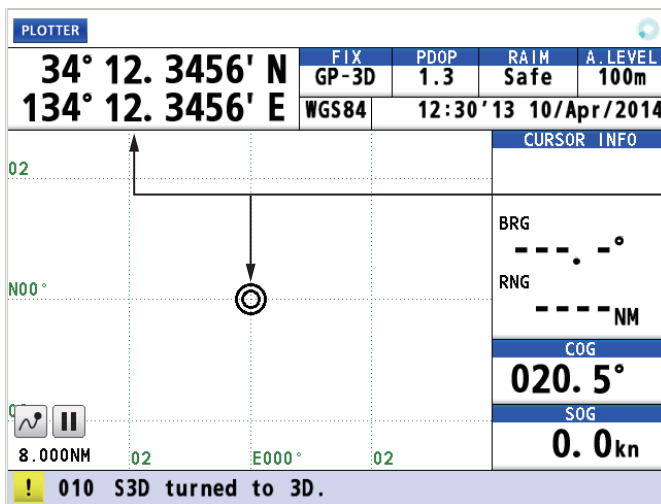 PLOTTER
34° 12. 3456' N
134° 12. 3456' E
FIX PDOP RAIM A.LEVEL
GP-3D 1.3 Safe 100m
WGS84 12:30'13 10/Apr/2014
CURSOR INFO
02
BRG
---.-°
N00°
RNG
----NM
COG
020. 5°
SOG
0. 0kn
8.000NM 02 E000° 02
! 010 S3D turned to 3D.